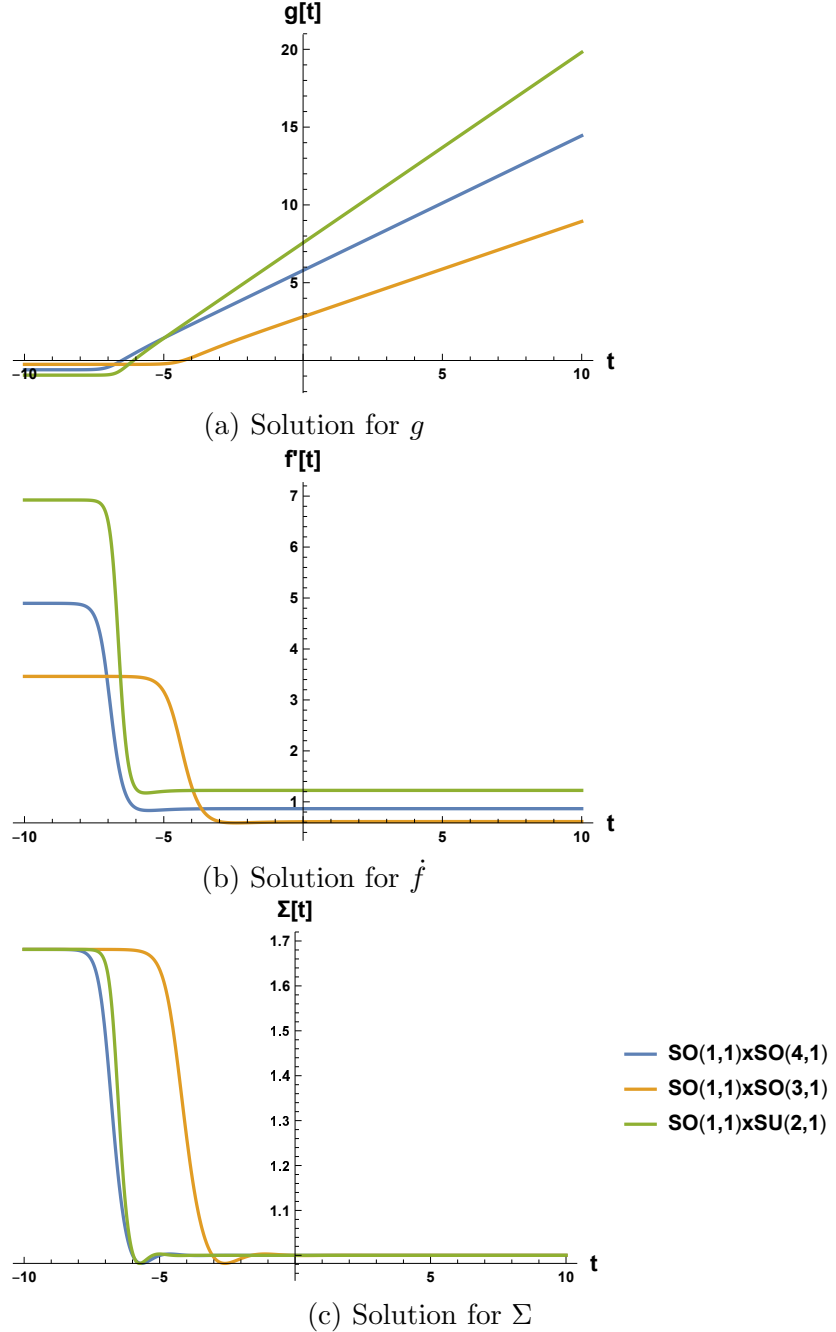 g[t]
20
15
10
5
-10 -5 5 10 t
(a) Solution for g
f'[t]
7
6
5
4
3
2
1
-10 -5 5 10 t
(b) Solution for ḟ
Σ[t]
1.7
1.6
1.5
1.4
1.3
1.2
1.1
-10 -5 5 10 t
SO(1,1)xSO(4,1)
SO(1,1)xSO(3,1)
SO(1,1)xSU(2,1)
(c) Solution for Σ